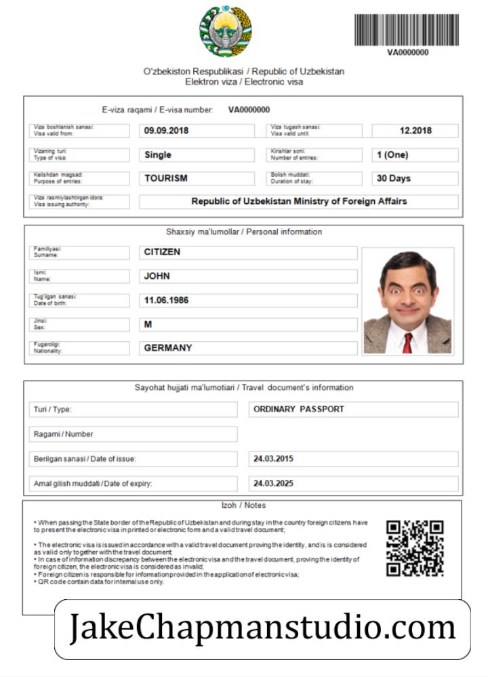 VA0000000
O'zbekiston Respublikasi / Republic of Uzbekistan
Elektron viza / Electronic visa
E-viza raqami / E-visa number: VA0000000
Viza boshlanish sanasi: 09.09.2018 Viza tugash sanasi: 12.2018
Visa valid from: Visa valid until:
Vizaning turi: Single Kirishlar soni: 1 (One)
Type of visa: Number of entries:
Kelishdan maqsad: TOURISM Bolish muddati: 30 Days
Purpose of entries: Duration of stay:
Viza rasmiylashtirgan idora: Republic of Uzbekistan Ministry of Foreign Affairs
Visa issuing authority:
Shaxsiy ma'lumollar / Personal information
Familiyasi: CITIZEN
Surname:
Ismi: JOHN
Name:
Tug'ilgan sanasi: 11.06.1986
Date of birth:
Jinsi: M
Sex:
Fuqaroligi: GERMANY
Nationality:
Sayohat hujjati ma'lumotiari / Travel document's information
Turi / Type: ORDINARY PASSPORT
Ragami / Number
Berilgan sanasi / Date of issue: 24.03.2015
Amal gilish muddati / Date of expiry: 24.03.2025
Izoh / Notes
• When passing the State border of the Republic of Uzbekistan and during stay in the country foreign citizens have
to present the electronic visa in printed or electronic form and a valid travel document;
• The electronic visa is issued in accordance with a valid travel document proving the identity, and is is considered
as valid only together with the travel document;
• In case of information discrepancy between the electronic visa and the travel document, proving the identity of
foreign citizen, the electronic visa is considered as invalid;
• Foreign citizen is responsible for information provided in the application of electronic visa;
• QR code contain data for internal use only.
JakeChapmanstudio.com